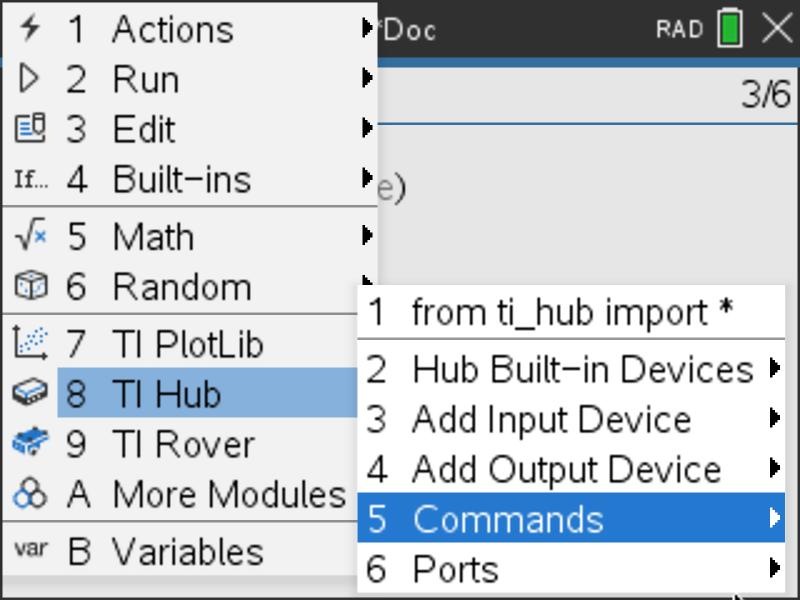 1 Actions
*Doc
RAD
2 Run
3/6
3 Edit
If... 4 Built-ins
e)
√x 5 Math
6 Random
7 TI PlotLib
8 TI Hub
9 TI Rover
A More Modules
var B Variables
1 from ti_hub import *
2 Hub Built-in Devices
3 Add Input Device
4 Add Output Device
5 Commands
6 Ports